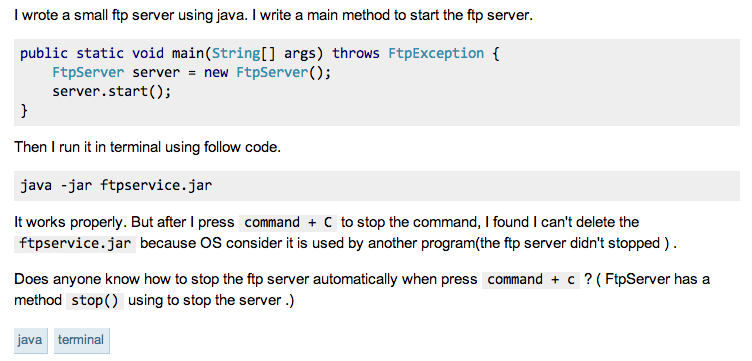 I wrote a small ftp server using java. I write a main method to start the ftp server.
public static void main(String[] args) throws FtpException {
    FtpServer server = new FtpServer();
    server.start();
}
Then I run it in terminal using follow code.
java -jar ftpservice.jar
It works properly. But after I press command + C to stop the command, I found I can't delete the
ftpservice.jar because OS consider it is used by another program(the ftp server didn't stopped ) .
Does anyone know how to stop the ftp server automatically when press command + c ? ( FtpServer has a
method stop() using to stop the server .)
java terminal